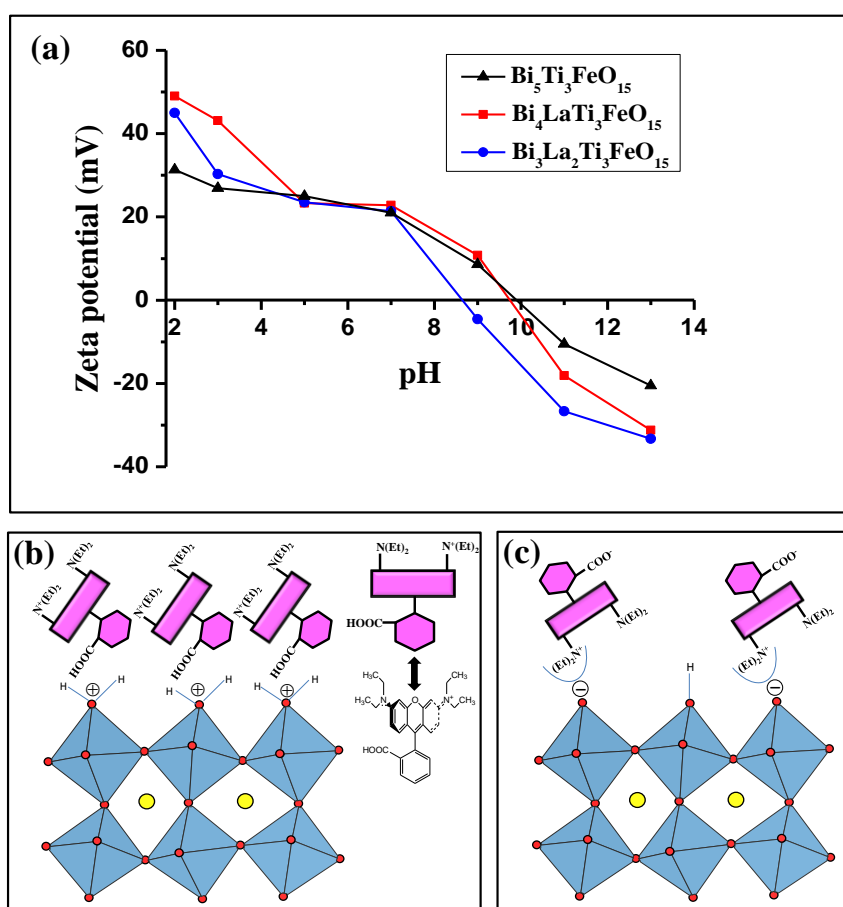 (a)
Zeta potential (mV)
60
40
20
0
-20
-40
2 4 6 8 10 12 14
pH
Bi₅Ti₃FeO₁₅
Bi₄LaTi₃FeO₁₅
Bi₃La₂Ti₃FeO₁₅
(b)
N(Et)₂ N(Et)₂ N(Et)₂ N(Et)₂ N⁺(Et)₂
N⁺(Et)₂ N⁺(Et)₂ N⁺(Et)₂
HOOC
HOOC HOOC HOOC
H + H H + H H + H
H₃C O CH₃
H₃C N N⁺ CH₃
HOOC
(c)
COO⁻ COO⁻
N(Et)₂ N(Et)₂
(Et)₂N⁺ (Et)₂N⁺
− H −